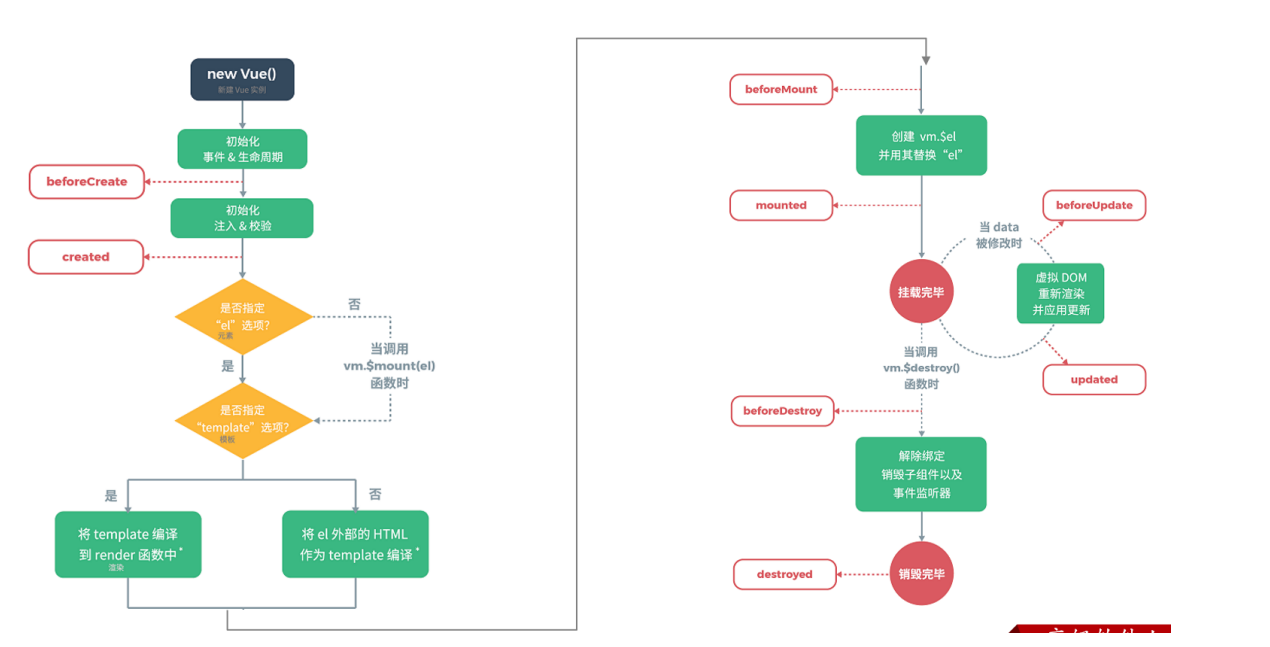 new Vue()
新建 Vue 实例
初始化
事件 & 生命周期
beforeCreate
初始化
注入 & 校验
created
是否指定
“el” 选项?
元素
否
是
当调用
vm.$mount(el)
函数时
是否指定
“template” 选项?
模板
是
否
将 template 编译
到 render 函数中*
渲染
将 el 外部的 HTML
作为 template 编译*
beforeMount
创建 vm.$el
并用其替换 “el”
mounted
挂载完毕
当 data
被修改时
beforeUpdate
虚拟 DOM
重新渲染
并应用更新
updated
当调用
vm.$destroy()
函数时
beforeDestroy
解除绑定
销毁子组件以及
事件监听器
销毁完毕
destroyed